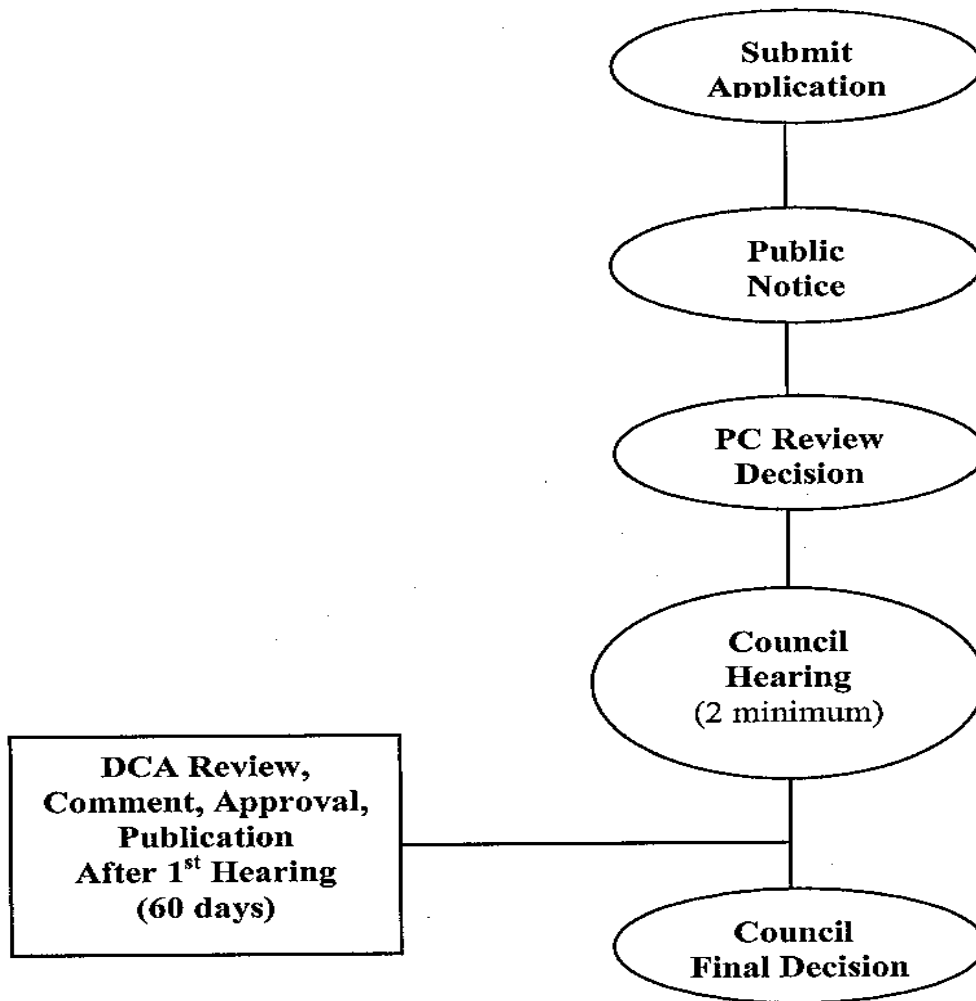 Submit
Application
Public
Notice
PC Review
Decision
Council
Hearing
(2 minimum)
DCA Review,
Comment, Approval,
Publication
After 1st Hearing
(60 days)
Council
Final Decision